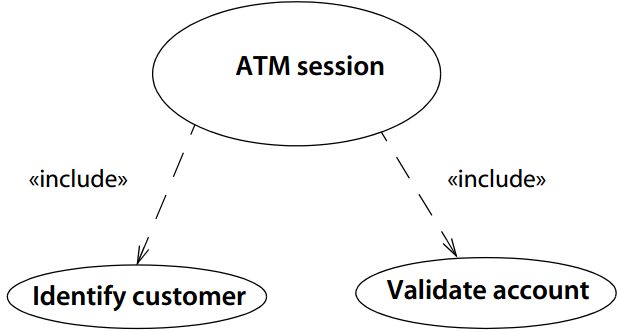 ATM session
«include»
«include»
Identify customer
Validate account